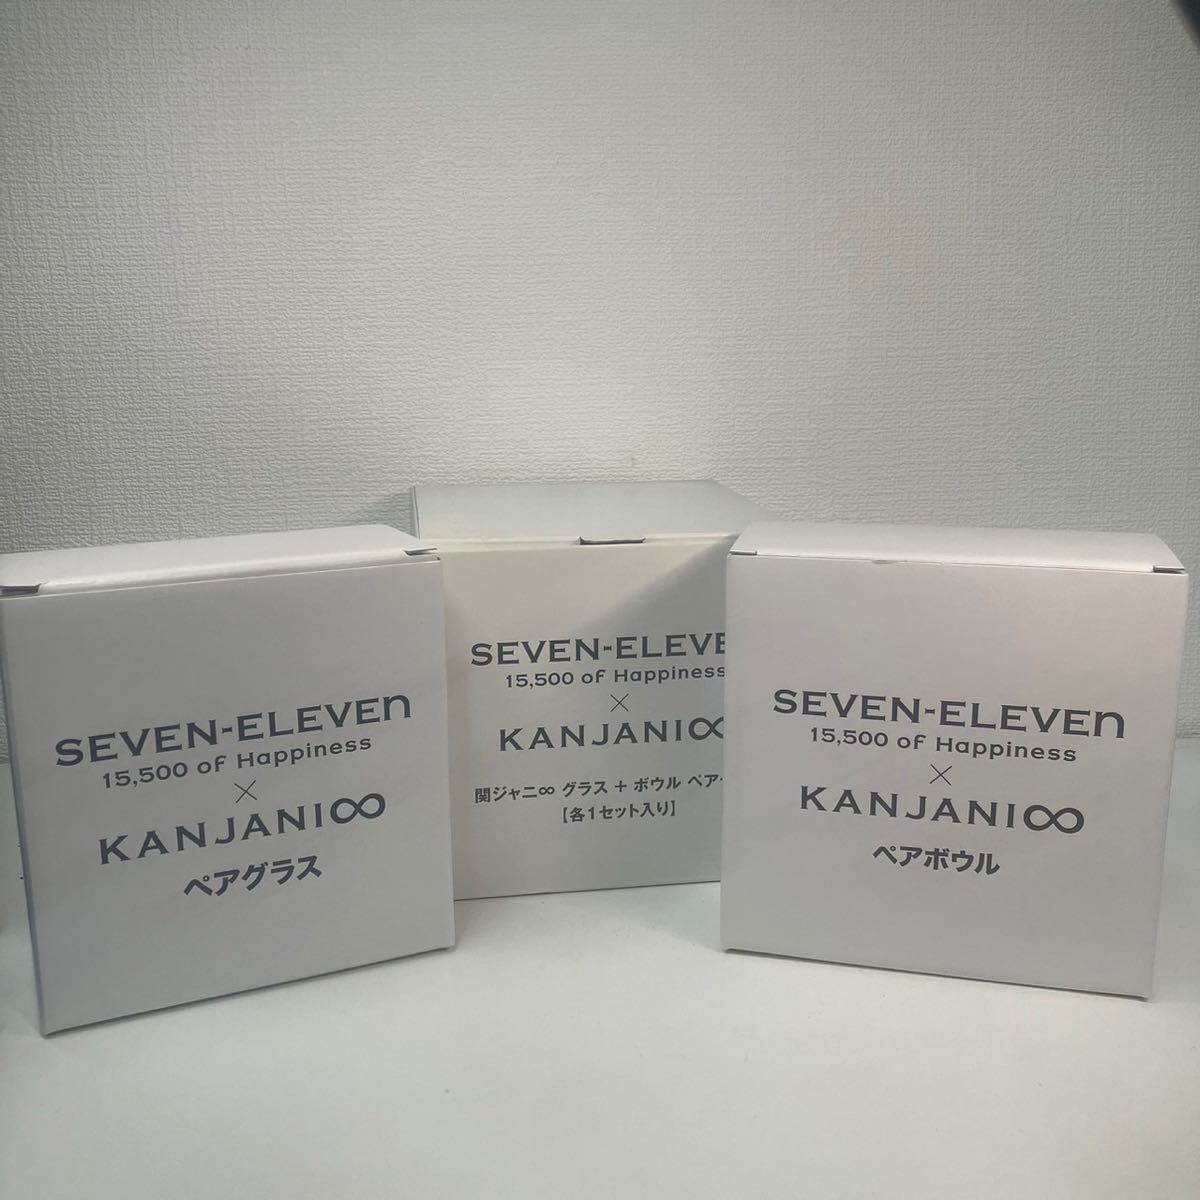 SEVEN-ELEVEn
15,500 of Happiness
×
KANJANI∞
ペアグラス
SEVEN-ELEVE
15,500 of Happiness
×
KANJANI∞
関ジャニ∞ グラス + ボウル ペア
【各1セット入り】
SEVEN-ELEVEn
15,500 of Happiness
×
KANJANI∞
ペアボウル